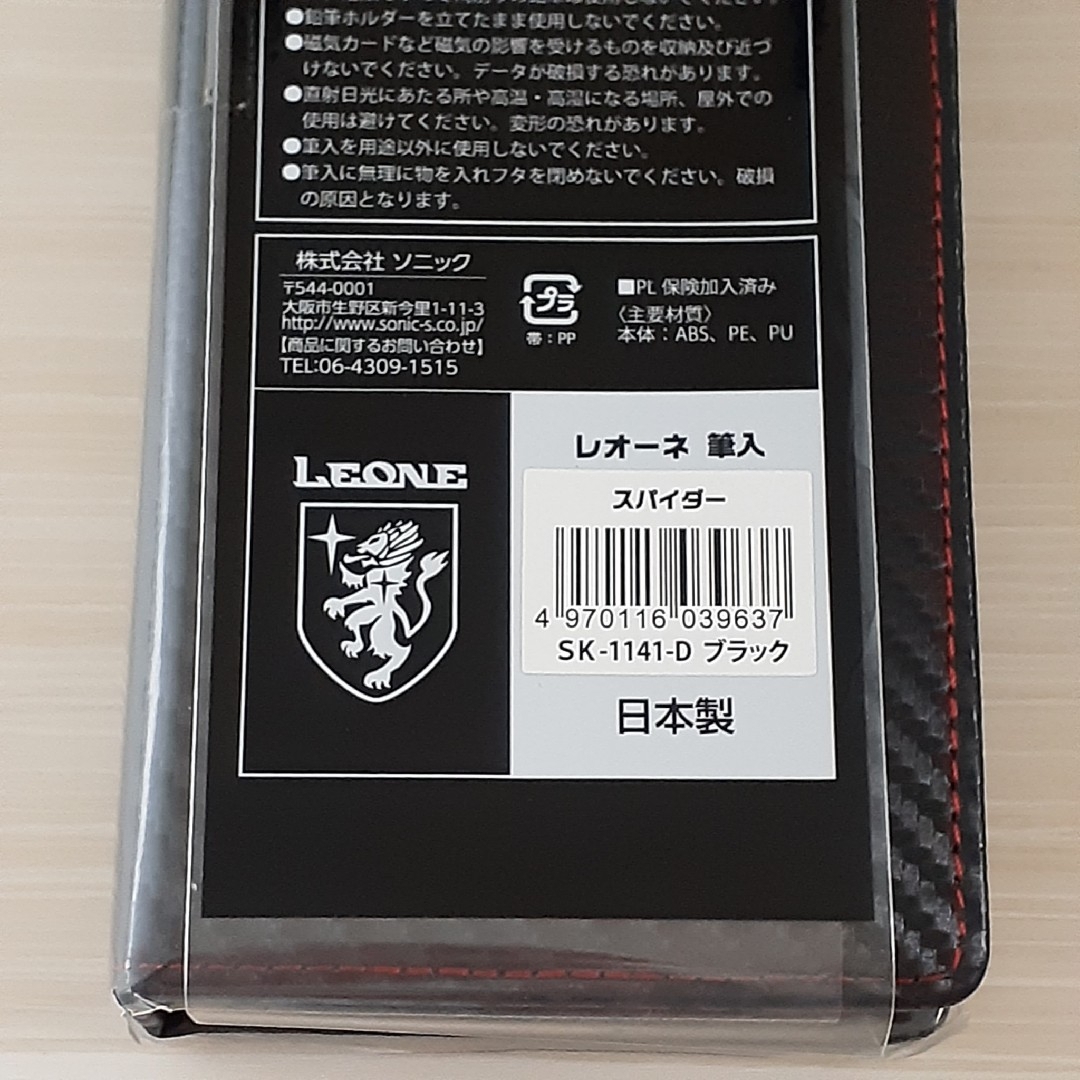 ●鉛筆ホルダーを立てたまま使用しないでください。
●磁気カードなど磁気の影響を受けるものを収納及び近づ
けないでください。データが破損する恐れがあります。
●直射日光にあたる所や高温・高湿になる場所、屋外での
使用は避けてください。変形の恐れがあります。
●筆入を用途以外に使用しないでください。
●筆入に無理に物を入れフタを閉めないでください。破損
の原因となります。
株式会社 ソニック
〒544-0001
大阪市生野区新今里1-11-3
http://www.sonic-s.co.jp/
【商品に関するお問い合わせ】
TEL:06-4309-1515
プラ
帯：PP
■PL 保険加入済み
〈主要材質〉
本体：ABS、PE、PU
LEONE
レオーネ 筆入
スパイダー
4 970116 039637
SK-1141-D ブラック
日本製